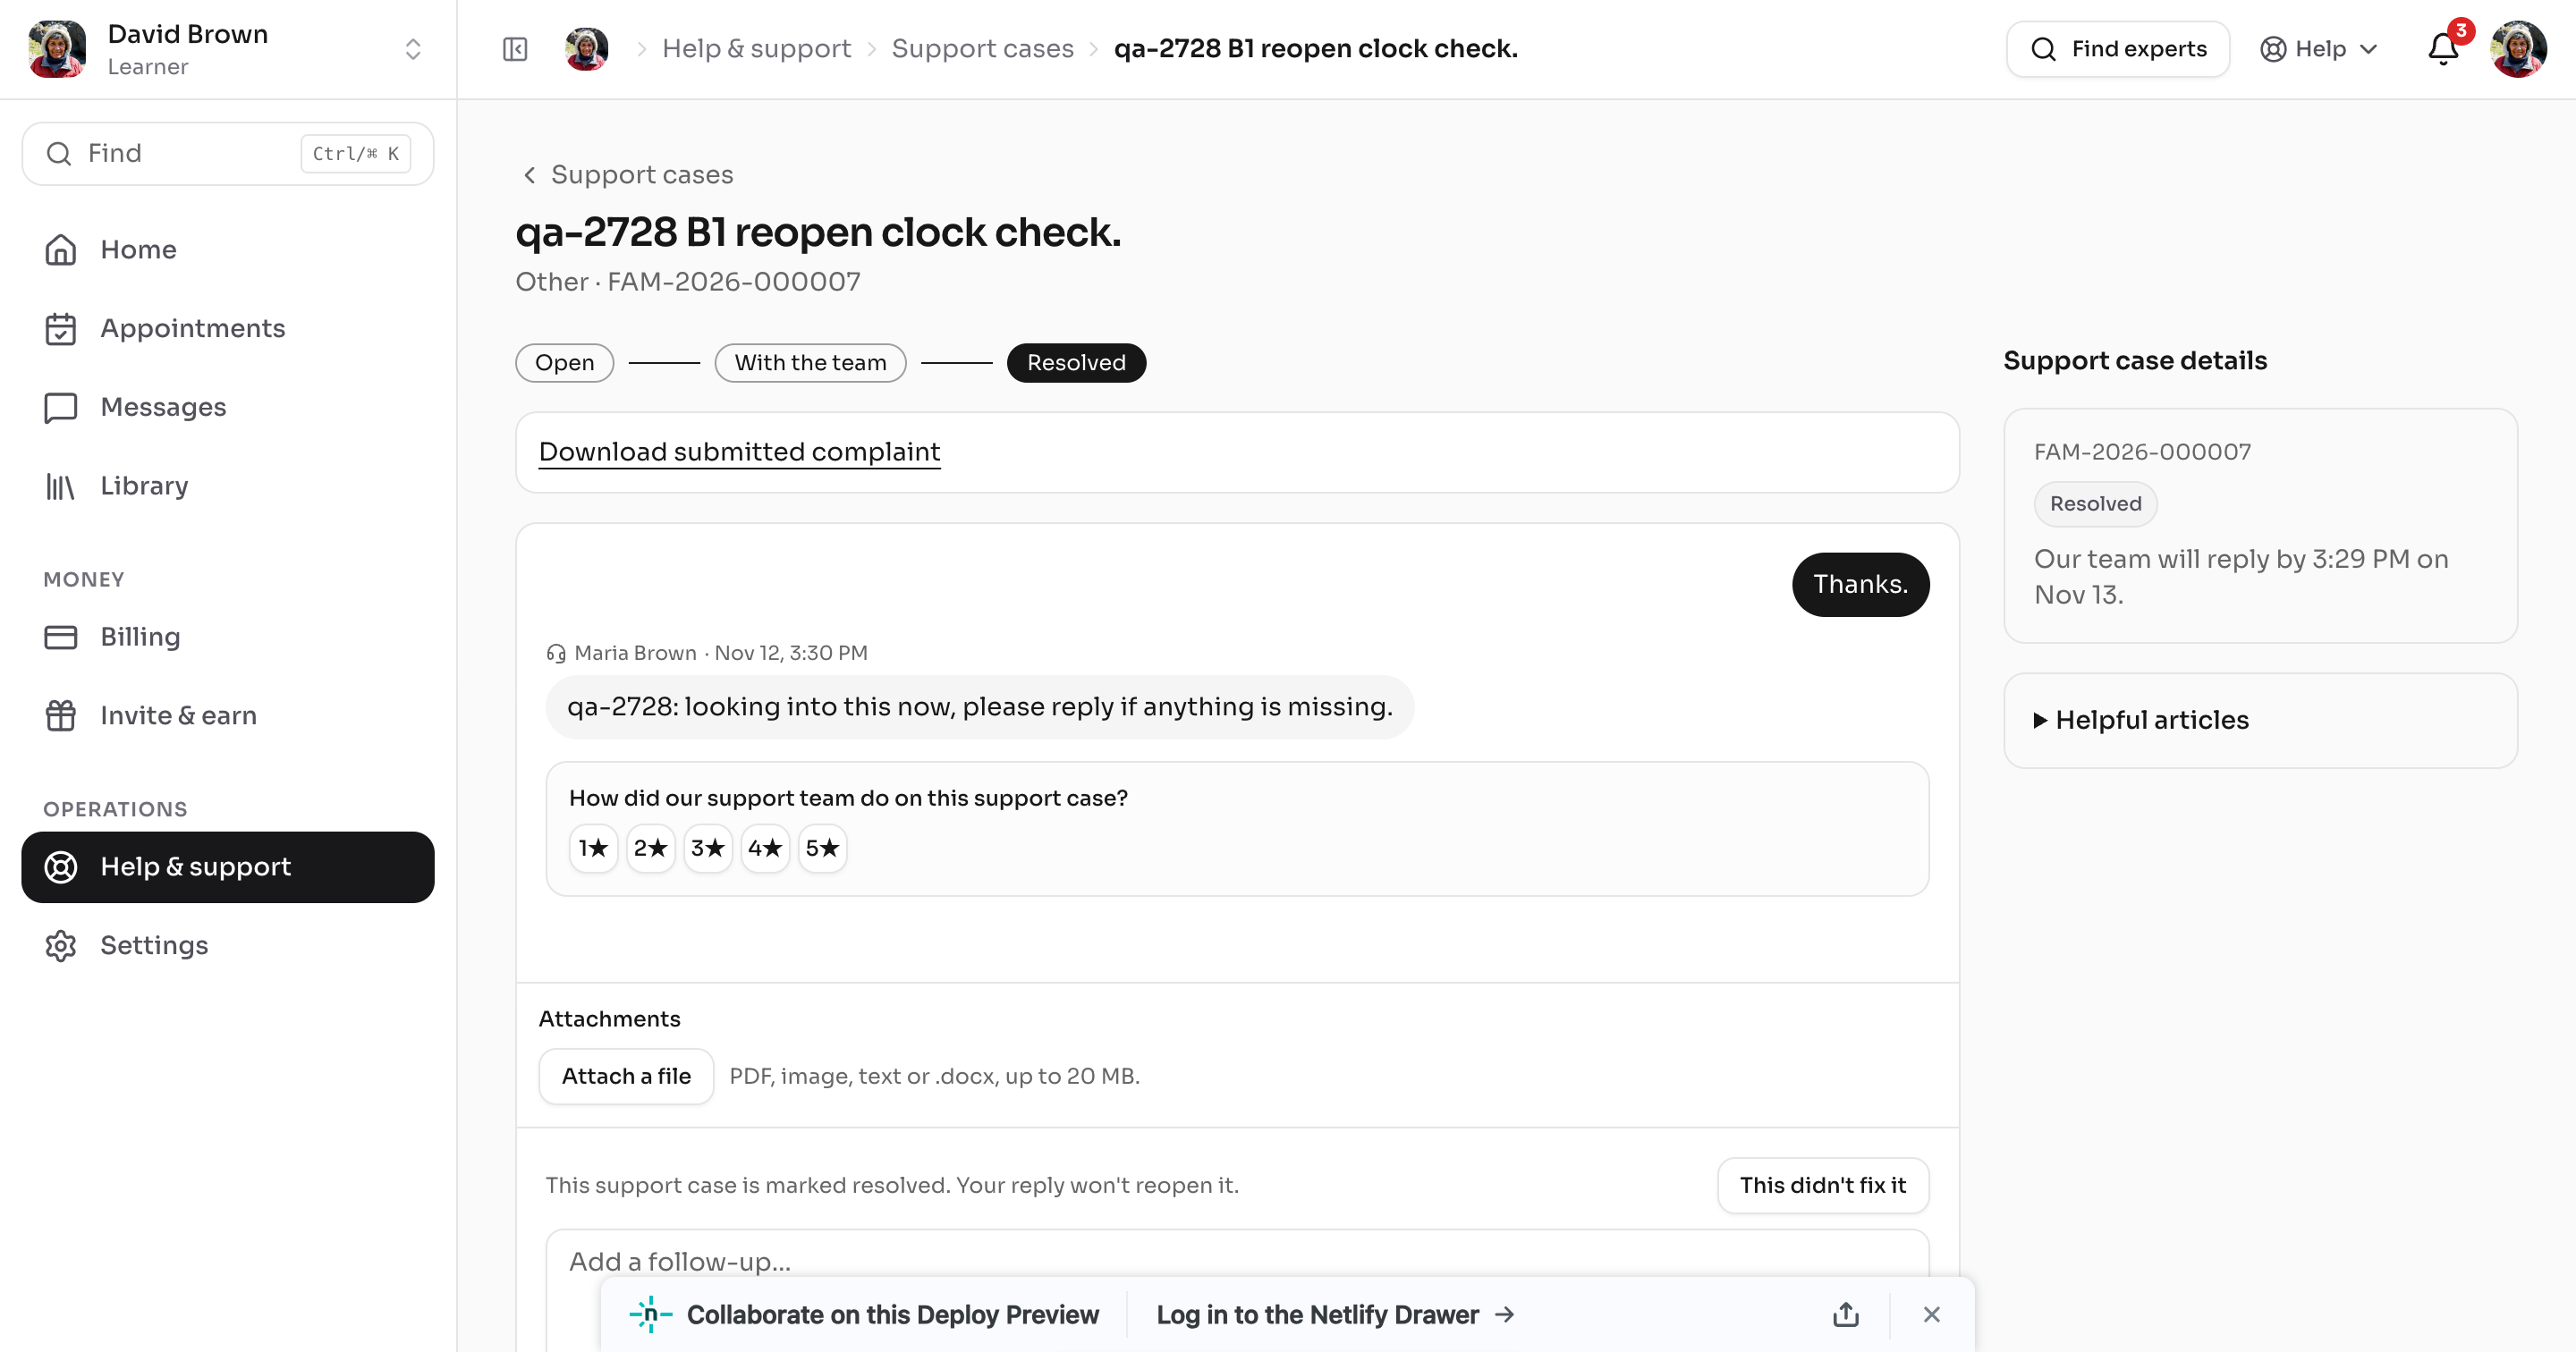 David Brown
Learner
Find
Ctrl/⌘ K
Home
Appointments
Messages
Library
MONEY
Billing
Invite & earn
OPERATIONS
Help & support
Settings
Help & support
Support cases
qa-2728 B1 reopen clock check.
Find experts
Help
3
Support cases
qa-2728 B1 reopen clock check.
Other · FAM-2026-000007
Open
With the team
Resolved
Download submitted complaint
Thanks.
Maria Brown · Nov 12, 3:30 PM
qa-2728: looking into this now, please reply if anything is missing.
How did our support team do on this support case?
1★ 2★ 3★ 4★ 5★
Attachments
Attach a file
PDF, image, text or .docx, up to 20 MB.
This support case is marked resolved. Your reply won't reopen it.
This didn't fix it
Add a follow-up...
Support case details
FAM-2026-000007
Resolved
Our team will reply by 3:29 PM on
Nov 13.
Helpful articles
Collaborate on this Deploy Preview
Log in to the Netlify Drawer →